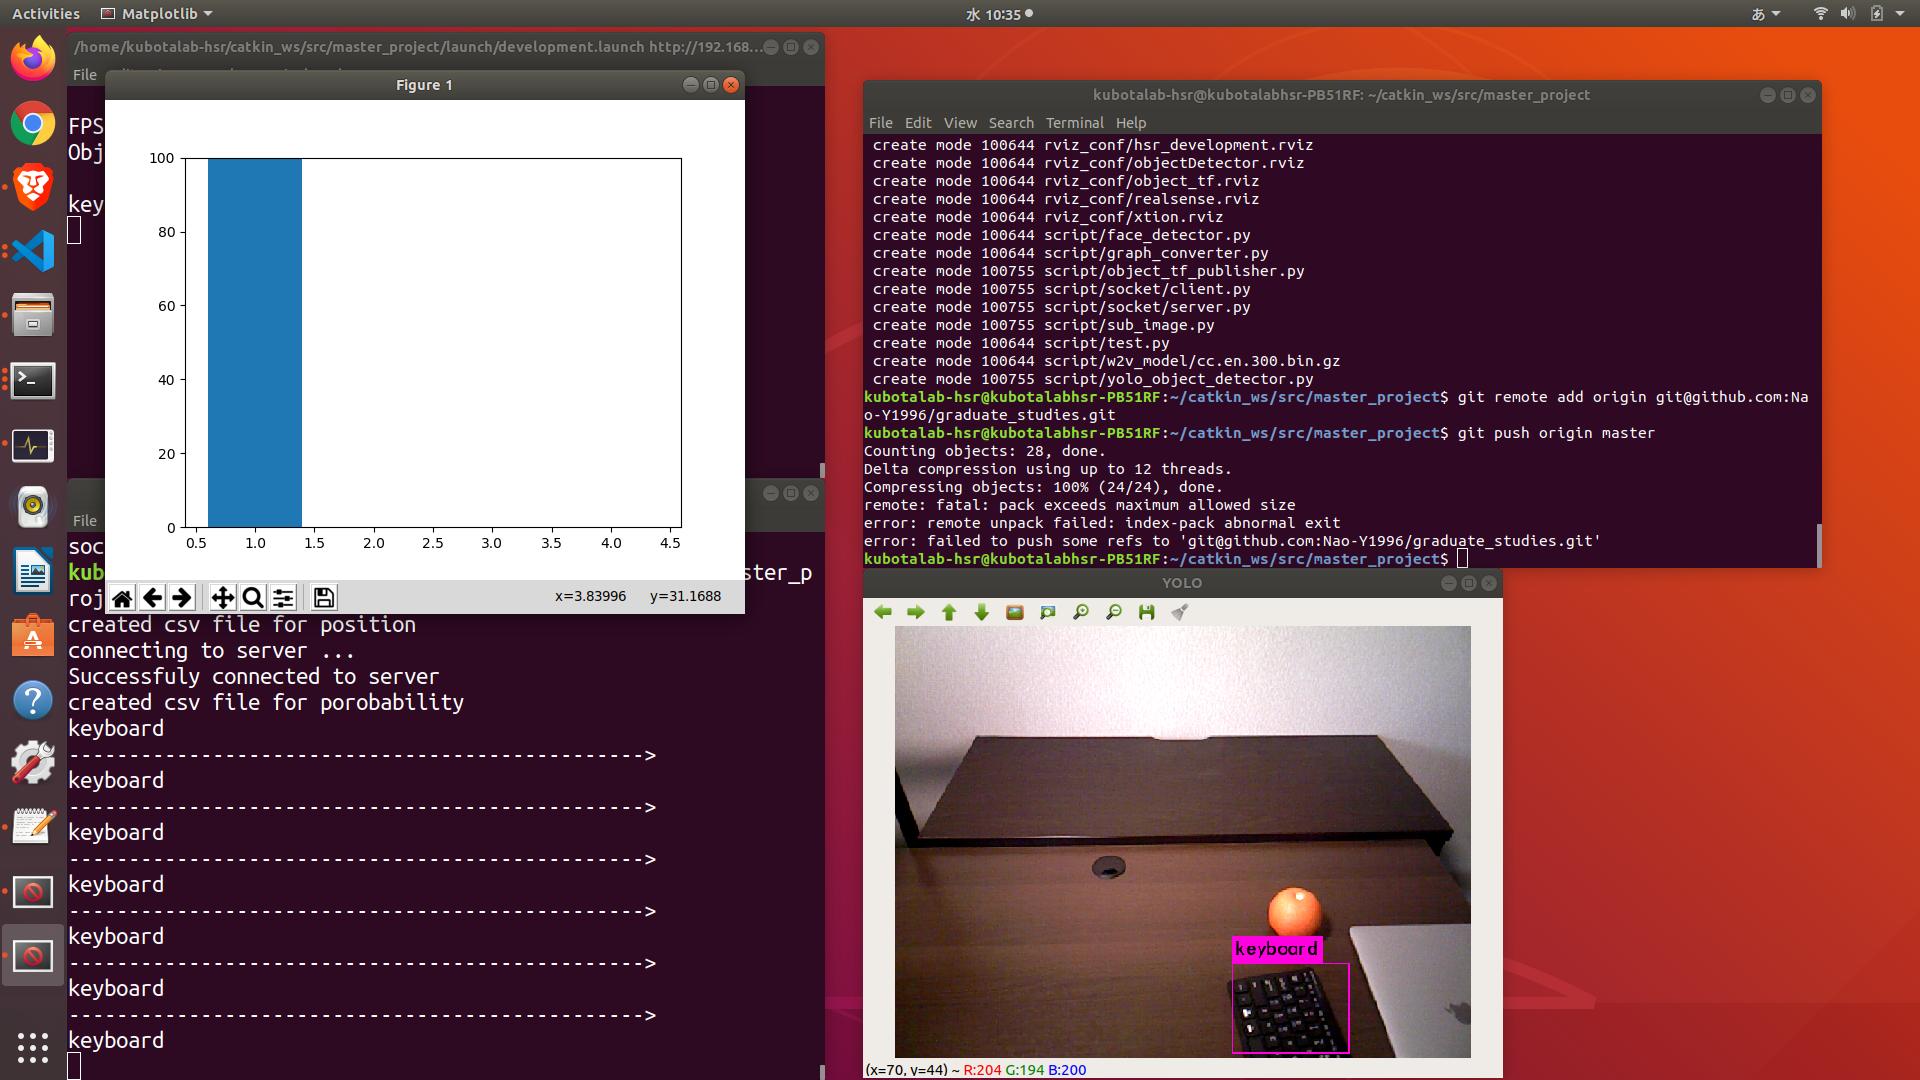 Activities
Matplotlib
水 10:35
あ
/home/kubotalab-hsr/catkin_ws/src/master_project/launch/development.launch http://192.168...
File
FPS
Obj
key
Figure 1
100
80
60
40
20
0
0.5 1.0 1.5 2.0 2.5 3.0 3.5 4.0 4.5
x=3.83996 y=31.1688
File
soc
kub ster_p
roj
created csv file for position
connecting to server ...
Successfuly connected to server
created csv file for porobability
keyboard
------------------------------------------------>
keyboard
------------------------------------------------>
keyboard
------------------------------------------------>
keyboard
------------------------------------------------>
keyboard
------------------------------------------------>
keyboard
------------------------------------------------>
keyboard
kubotalab-hsr@kubotalabhsr-PB51RF: ~/catkin_ws/src/master_project
File Edit View Search Terminal Help
create mode 100644 rviz_conf/hsr_development.rviz
create mode 100644 rviz_conf/objectDetector.rviz
create mode 100644 rviz_conf/object_tf.rviz
create mode 100644 rviz_conf/realsense.rviz
create mode 100644 rviz_conf/xtion.rviz
create mode 100644 script/face_detector.py
create mode 100644 script/graph_converter.py
create mode 100755 script/object_tf_publisher.py
create mode 100755 script/socket/client.py
create mode 100755 script/socket/server.py
create mode 100755 script/sub_image.py
create mode 100644 script/test.py
create mode 100644 script/w2v_model/cc.en.300.bin.gz
create mode 100755 script/yolo_object_detector.py
kubotalab-hsr@kubotalabhsr-PB51RF:~/catkin_ws/src/master_project$ git remote add origin git@github.com:Na
o-Y1996/graduate_studies.git
kubotalab-hsr@kubotalabhsr-PB51RF:~/catkin_ws/src/master_project$ git push origin master
Counting objects: 28, done.
Delta compression using up to 12 threads.
Compressing objects: 100% (24/24), done.
remote: fatal: pack exceeds maximum allowed size
error: remote unpack failed: index-pack abnormal exit
error: failed to push some refs to 'git@github.com:Nao-Y1996/graduate_studies.git'
kubotalab-hsr@kubotalabhsr-PB51RF:~/catkin_ws/src/master_project$
YOLO
keyboard
(x=70, y=44) ~ R:204 G:194 B:200